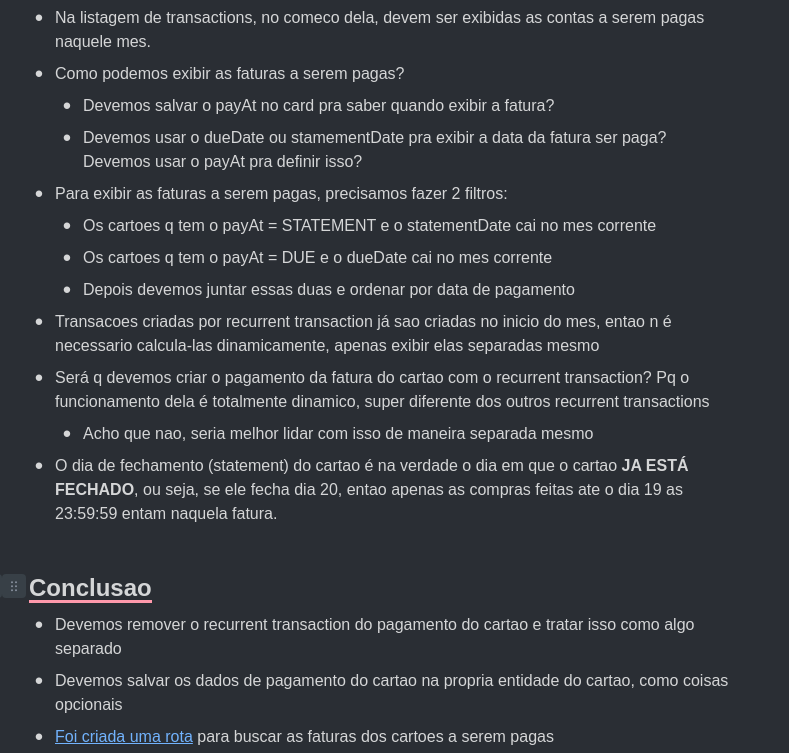 Na listagem de transactions, no comeco dela, devem ser exibidas as contas a serem pagas
naquele mes.
Como podemos exibir as faturas a serem pagas?
Devemos salvar o payAt no card pra saber quando exibir a fatura?
Devemos usar o dueDate ou stamementDate pra exibir a data da fatura ser paga?
Devemos usar o payAt pra definir isso?
Para exibir as faturas a serem pagas, precisamos fazer 2 filtros:
Os cartoes q tem o payAt = STATEMENT e o statementDate cai no mes corrente
Os cartoes q tem o payAt = DUE e o dueDate cai no mes corrente
Depois devemos juntar essas duas e ordenar por data de pagamento
Transacoes criadas por recurrent transaction já sao criadas no inicio do mes, entao n é
necessario calcula-las dinamicamente, apenas exibir elas separadas mesmo
Será q devemos criar o pagamento da fatura do cartao com o recurrent transaction? Pq o
funcionamento dela é totalmente dinamico, super diferente dos outros recurrent transactions
Acho que nao, seria melhor lidar com isso de maneira separada mesmo
O dia de fechamento (statement) do cartao é na verdade o dia em que o cartao JA ESTÁ
FECHADO, ou seja, se ele fecha dia 20, entao apenas as compras feitas ate o dia 19 as
23:59:59 entam naquela fatura.
Conclusao
Devemos remover o recurrent transaction do pagamento do cartao e tratar isso como algo
separado
Devemos salvar os dados de pagamento do cartao na propria entidade do cartao, como coisas
opcionais
Foi criada uma rota para buscar as faturas dos cartoes a serem pagas